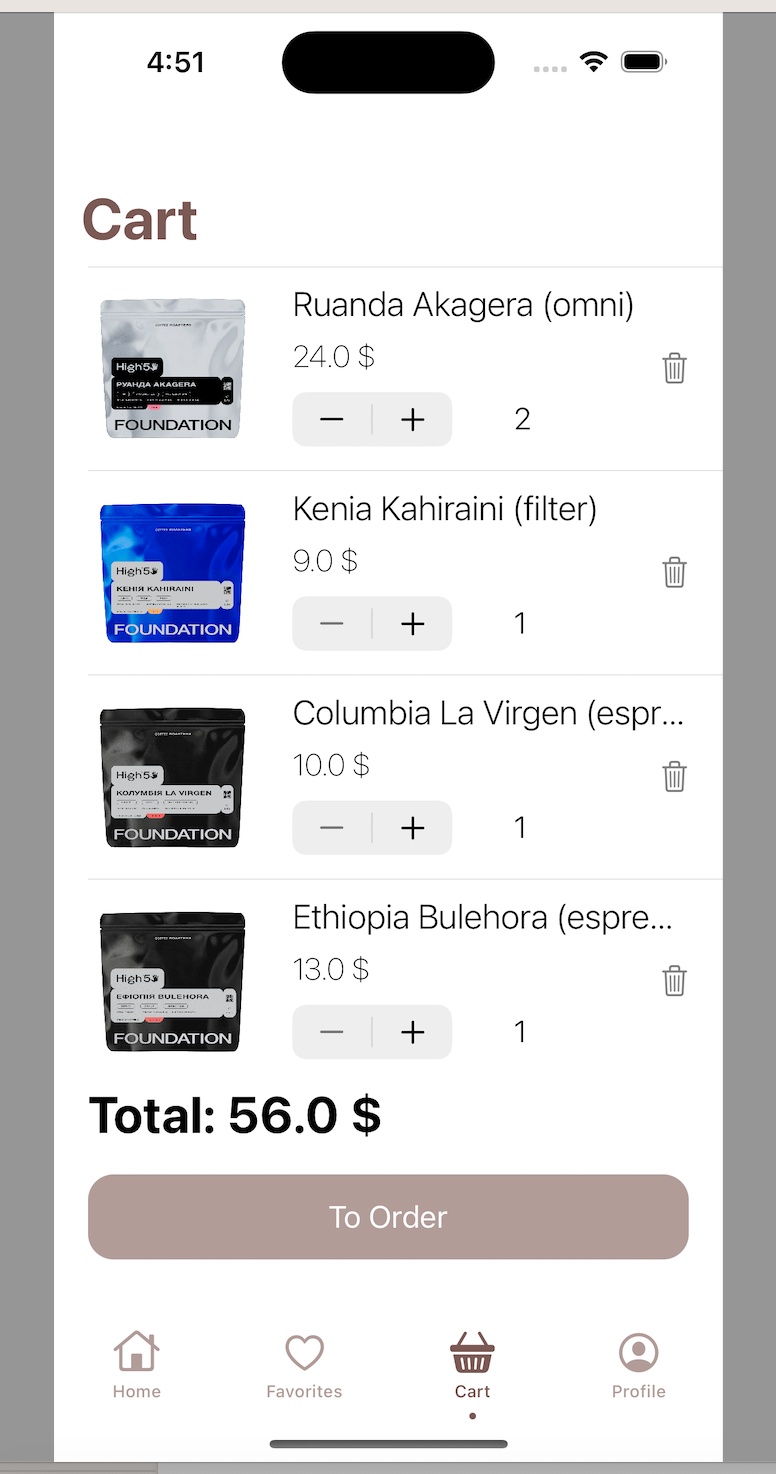 4:51
Cart
Ruanda Akagera (omni)
24.0 $
2
High5
РУАНДА AKAGERA
FOUNDATION
Kenia Kahiraini (filter)
9.0 $
1
High5
КЕНІЯ KAHIRAINI
FOUNDATION
Columbia La Virgen (espr...
10.0 $
1
High5
КОЛУМБІЯ LA VIRGEN
FOUNDATION
Ethiopia Bulehora (espre...
13.0 $
1
High5
ЕФІОПІЯ BULEHORA
FOUNDATION
Total: 56.0 $
To Order
Home
Favorites
Cart
Profile